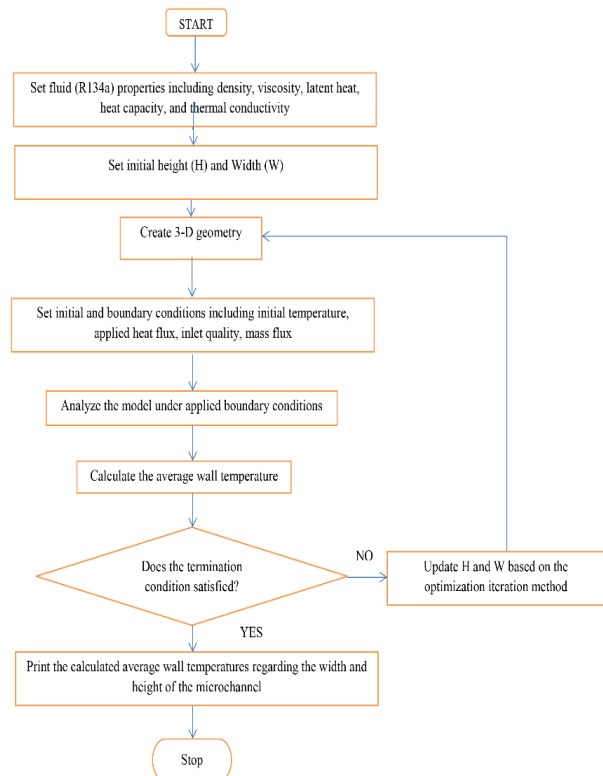 START
Set fluid (R134a) properties including density, viscosity, latent heat,
heat capacity, and thermal conductivity
Set initial height (H) and Width (W)
Create 3-D geometry
Set initial and boundary conditions including initial temperature,
applied heat flux, inlet quality, mass flux
Analyze the model under applied boundary conditions
Calculate the average wall temperature
Does the termination
condition satisfied?
NO
Update H and W based on the
optimization iteration method
YES
Print the calculated average wall temperatures regarding the width and
height of the microchannel
Stop